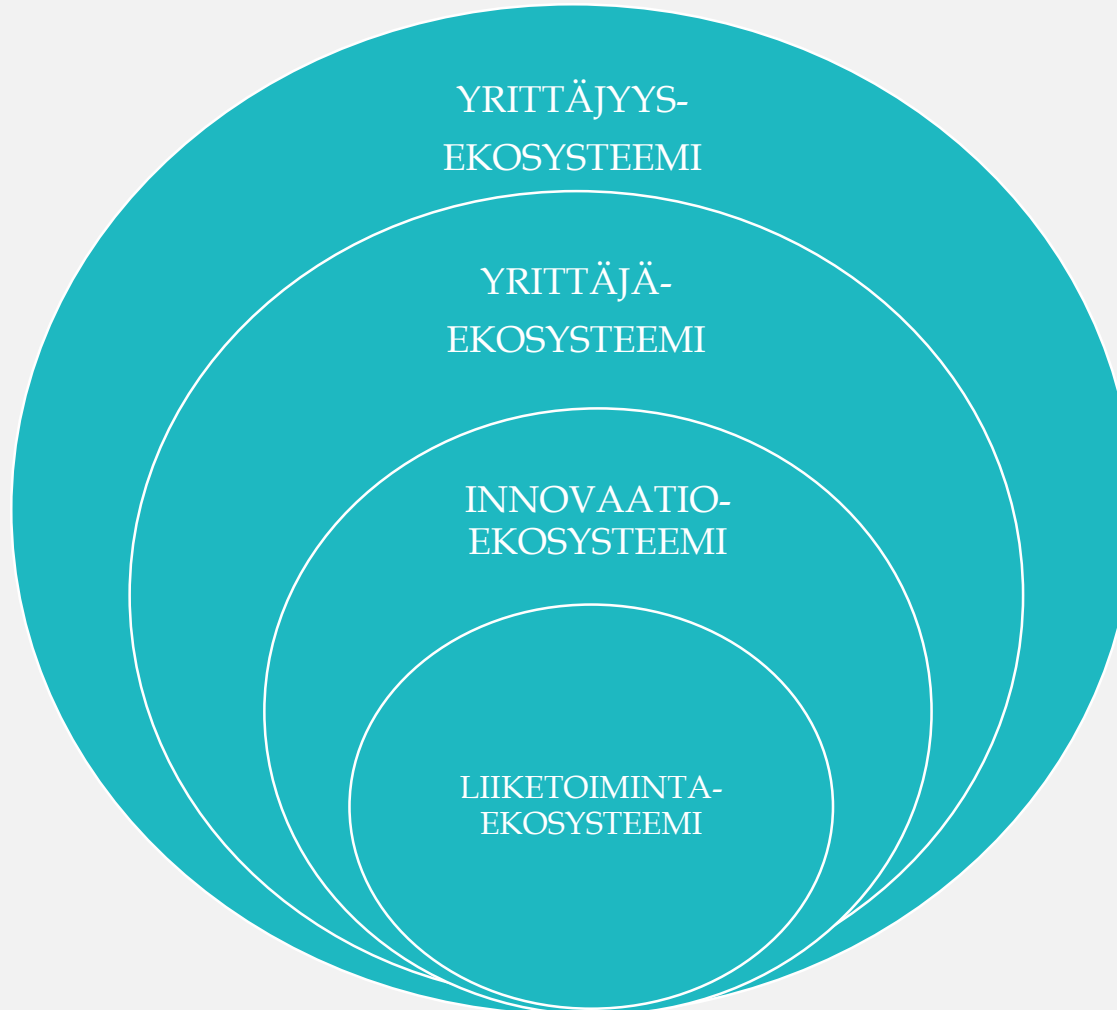 YRITTÄJYYS-
EKOSYSTEEMI
YRITTÄJÄ-
EKOSYSTEEMI
INNOVAATIO-
EKOSYSTEEMI
LIIKETOIMINTA-
EKOSYSTEEMI